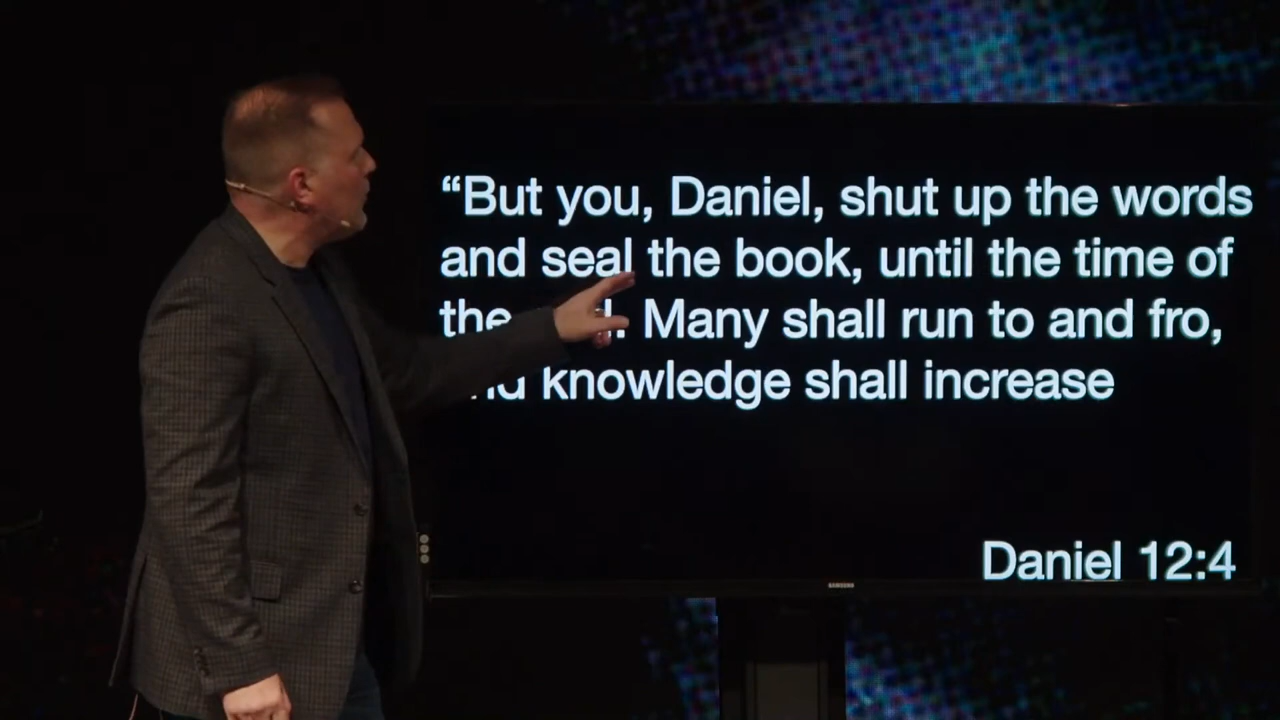 “But you, Daniel, shut up the words
and seal the book, until the time of
the Many shall run to and fro,
knowledge shall increase
Daniel 12:4